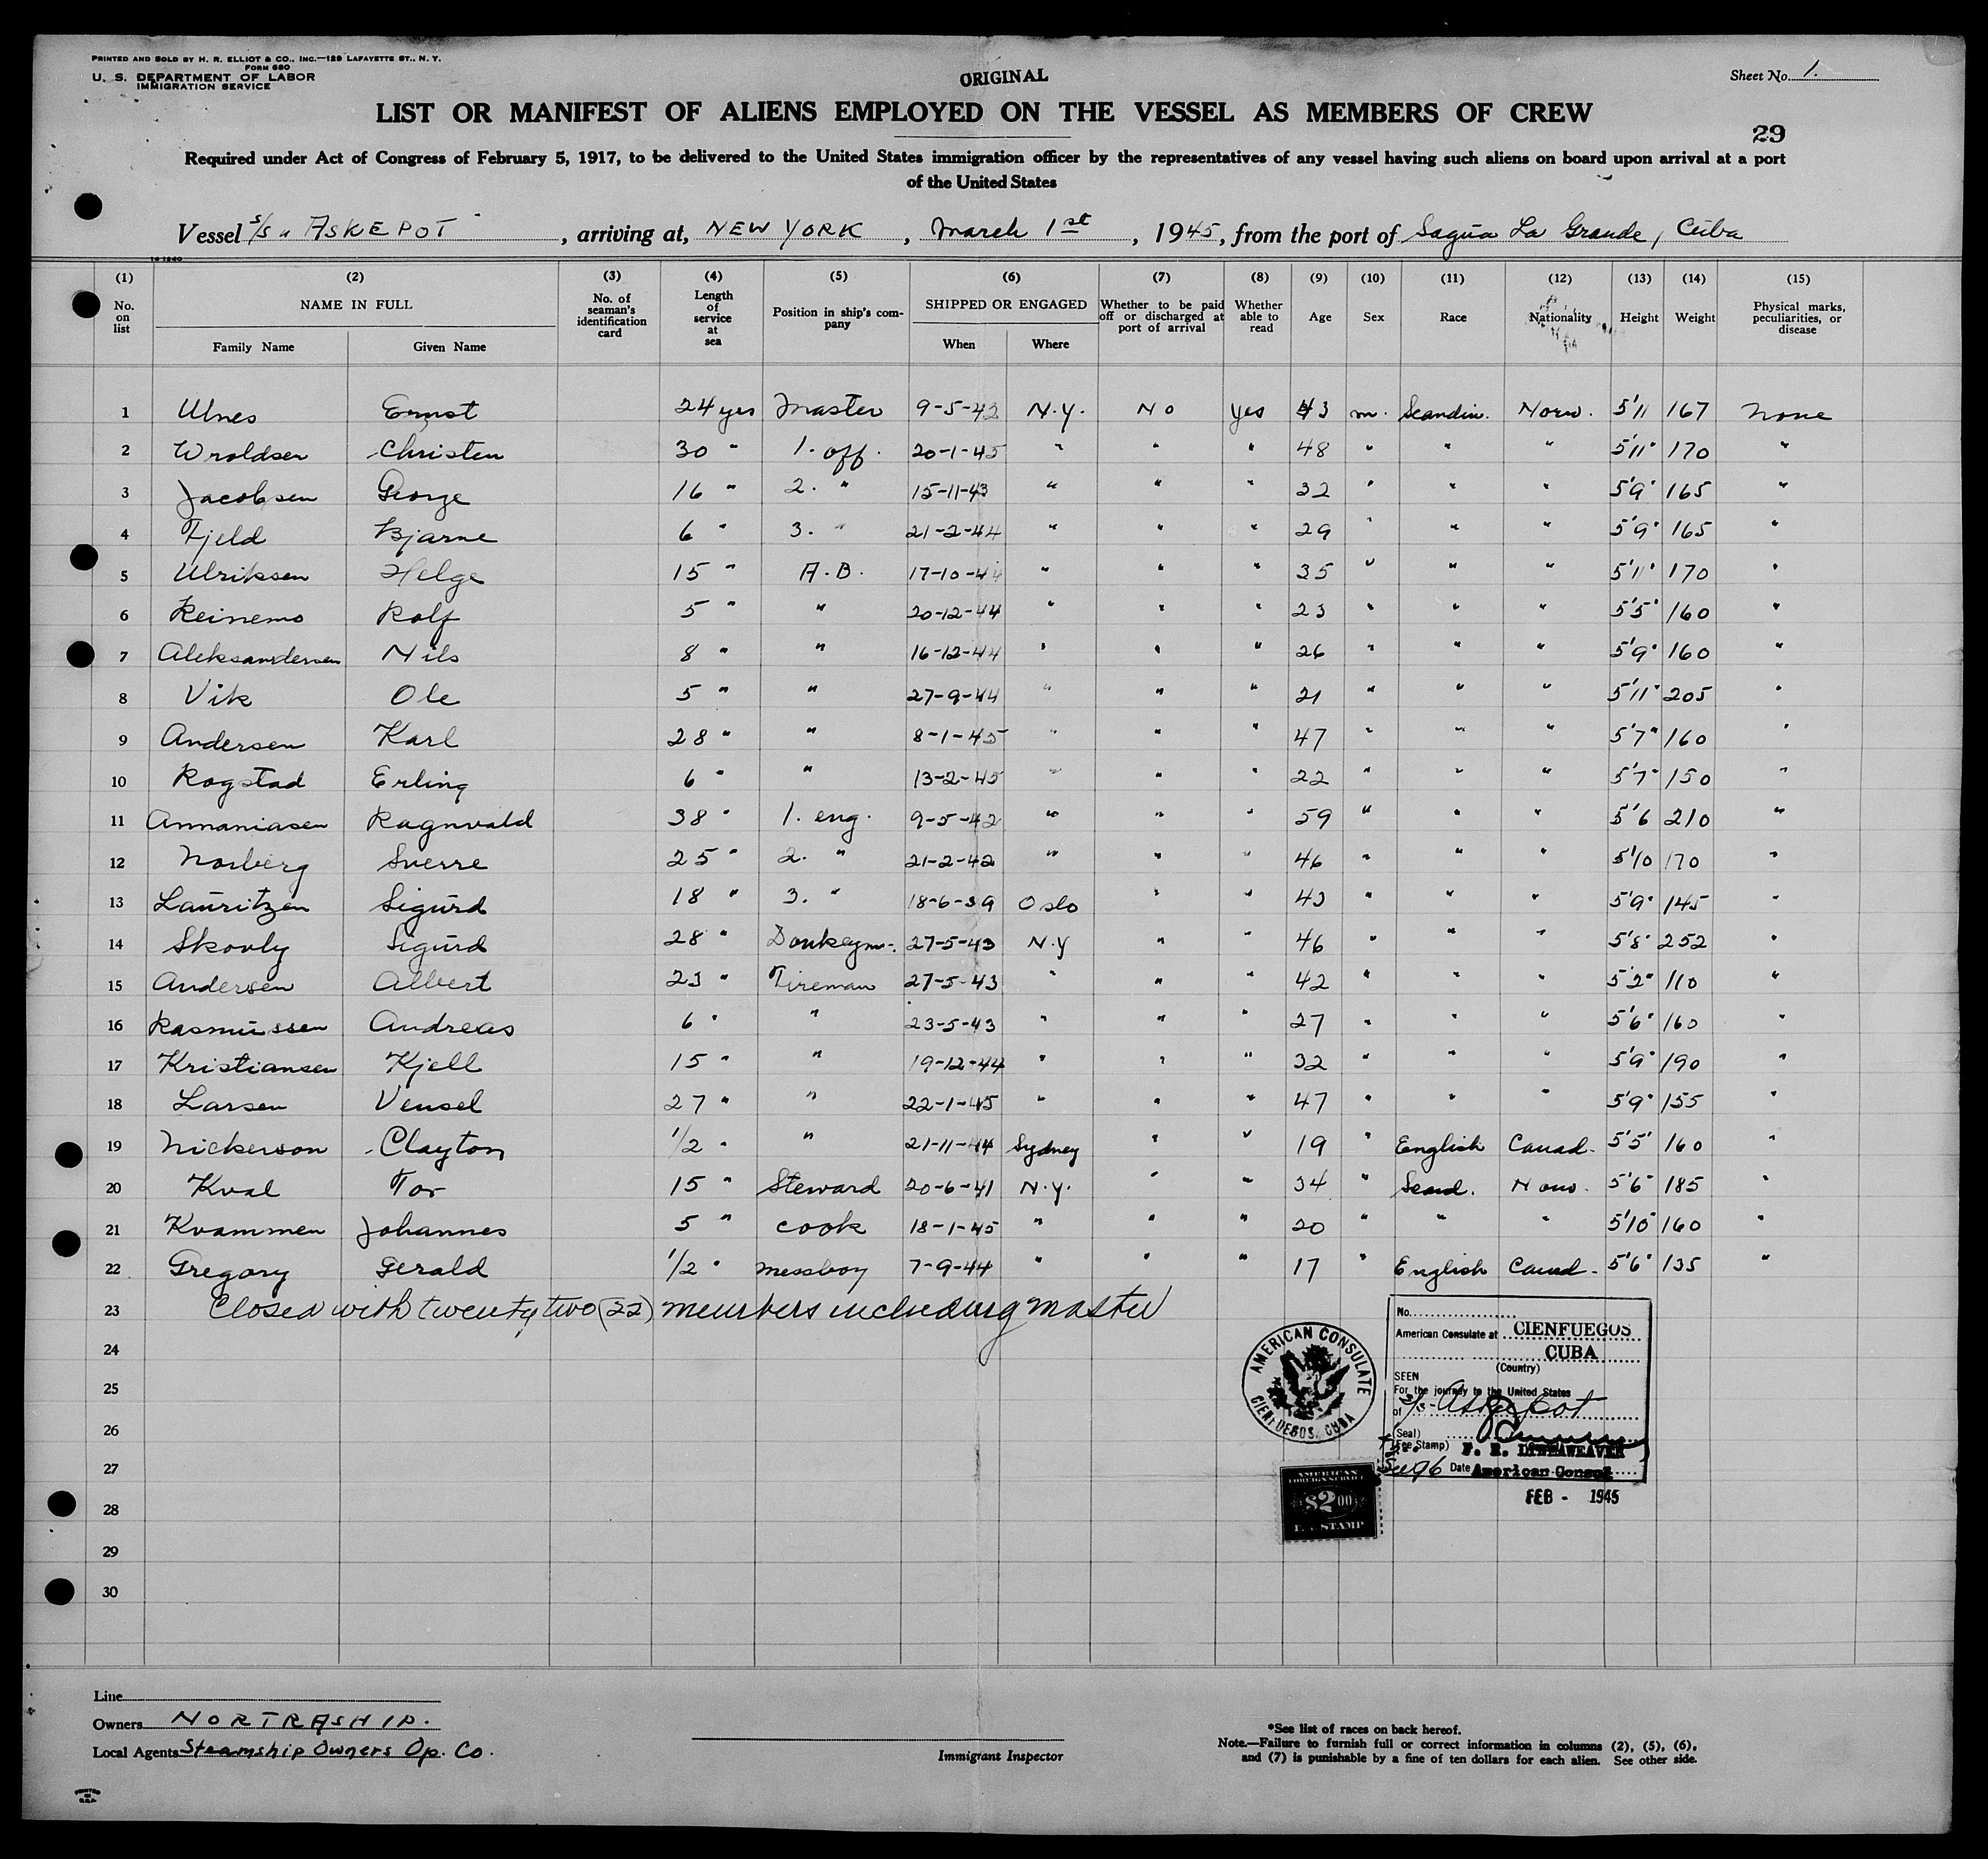 PRINTED AND SOLD BY H. R. ELLIOT & CO., INC.—129 LAFAYETTE ST., N. Y.
FORM 680
U. S. DEPARTMENT OF LABOR
IMMIGRATION SERVICE
ORIGINAL
Sheet No. 1.
LIST OR MANIFEST OF ALIENS EMPLOYED ON THE VESSEL AS MEMBERS OF CREW
29
Required under Act of Congress of February 5, 1917, to be delivered to the United States immigration officer by the representatives of any vessel having such aliens on board upon arrival at a port
of the United States
Vessel S/S "ASKEPOT", arriving at, NEW YORK, March 1st, 1945, from the port of Sagua La Grande, Cuba
(1) (2) (3) (4) (5) (6) (7) (8) (9) (10) (11) (12) (13) (14) (15)
No. on list NAME IN FULL No. of seaman's identification card Length of service at sea Position in ship's company SHIPPED OR ENGAGED Whether to be paid off or discharged at port of arrival Whether able to read Age Sex Race Nationality Height Weight Physical marks, peculiarities, or disease
Family Name Given Name When Where
1 Ulnes Ernst 24 yrs Master 9-5-42 N.Y. No Yes 43 m. Scandin. Norw. 5'11 167 None
2 Wroldsen Christen 30 " 1. off. 20-1-45 " " " 48 " " " 5'11" 170 "
3 Jacobsen George 16 " 2. " 15-11-43 " " " 32 " " " 5'9" 165 "
4 Fjeld Bjarne 6 " 3. " 21-2-44 " " " 29 " " " 5'9" 165 "
5 Ulriksen Helge 15 " A.B. 17-10-44 " " " 35 " " " 5'11" 170 "
6 Reinemo Rolf 5 " " 20-12-44 " " " 23 " " " 5'5" 160 "
7 Aleksandersen Nils 8 " " 16-12-44 " " " 26 " " " 5'9" 160 "
8 Vik Ole 5 " " 27-9-44 " " " 21 " " " 5'11" 205 "
9 Andersen Karl 28 " " 8-1-45 " " " 47 " " " 5'7" 160 "
10 Rogstad Erling 6 " " 13-2-45 " " " 22 " " " 5'7" 150 "
11 Annaniasen Ragnvald 38 " 1. eng. 9-5-42 " " " 59 " " " 5'6 210 "
12 Norberg Sverre 25 " 2. " 21-2-42 " " " 46 " " " 5'10 170 "
13 Lauritzen Sigurd 18 " 3. " 18-6-39 Oslo " " 43 " " " 5'9" 145 "
14 Skovly Sigurd 28 " Donkeym-. 27-5-43 N.Y " " 46 " " " 5'8" 252 "
15 Andersen Albert 23 " Fireman 27-5-43 " " " 42 " " " 5'2" 110 "
16 Rasmussen Andreas 6 " " 23-5-43 " " " 27 " " " 5'6" 160 "
17 Kristiansen Kjell 15 " " 19-12-44 " " " 32 " " " 5'9" 190 "
18 Larsen Vensel 27 " " 22-1-45 " " " 47 " " " 5'9" 155 "
19 Nickerson Clayton 1/2 " " 21-11-44 Sydney " " 19 " English Canad. 5'5" 160 "
20 Kval Tor 15 " Steward 20-6-41 N.Y. " " 34 " Scand. Norw. 5'6" 185 "
21 Kvammen Johannes 5 " cook 18-1-45 " " " 20 " " " 5'10" 160 "
22 Gregory Gerald 1/2 " messboy 7-9-44 " " " 17 " English Canad. 5'6" 135 "
23 Closed with twenty two (22) members including master
24
25
26
27
28
29
30
AMERICAN CONSULATE
CIENFUEGOS, CUBA
No.
American Consulate at CIENFUEGOS
CUBA
(Country)
SEEN
For the journey to the United States
of S/S Askepot
(Seal)
(Fee Stamp)
Date American Consul
FEB - 1945
AMERICAN
FOREIGN SERVICE
$2.00
FEE STAMP
Line
Owners NORTRASHIP.
Local Agents Steamship Owners Op. Co.
Immigrant Inspector
*See list of races on back hereof.
Note.—Failure to furnish full or correct information in columns (2), (5), (6),
and (7) is punishable by a fine of ten dollars for each alien. See other side.
PRINTED
IN
U.S.A.